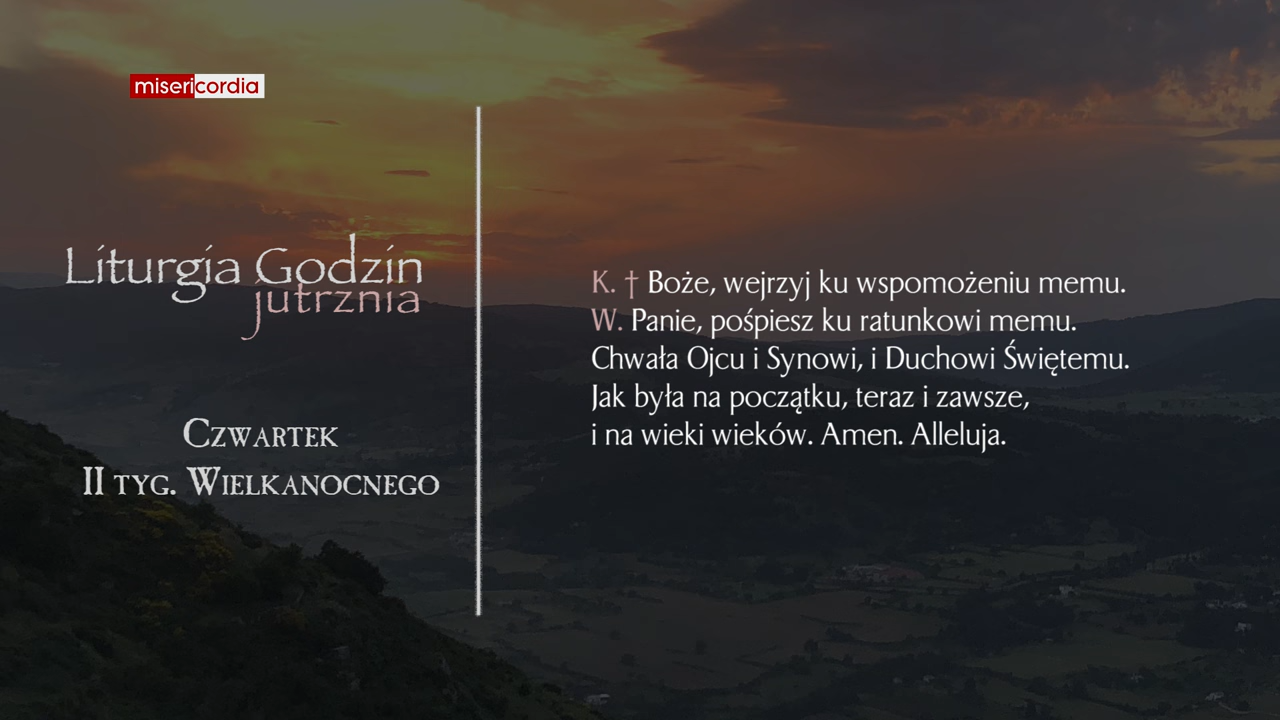 misericordia
Liturgia Godzin
jutrznia
Czwartek
II tyg. Wielkanocnego
K. † Boże, wejrzyj ku wspomożeniu memu.
W. Panie, pośpiesz ku ratunkowi memu.
Chwała Ojcu i Synowi, i Duchowi Świętemu.
Jak była na początku, teraz i zawsze,
i na wieki wieków. Amen. Alleluja.